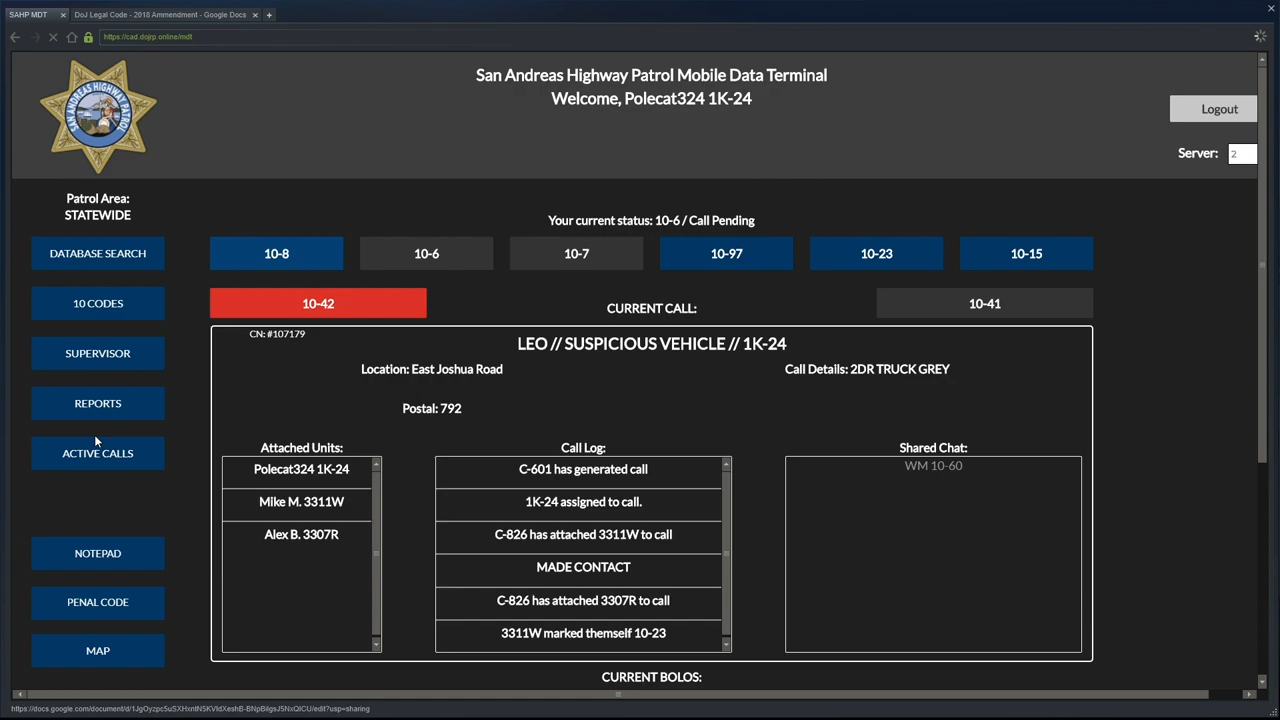 SAHP MDT
DoJ Legal Code - 2018 Ammendment - Google Docs
https://cad.dojrp.online/mdt
SAN ANDREAS HIGHWAY PATROL
San Andreas Highway Patrol Mobile Data Terminal
Welcome, Polecat324 1K-24
Logout
Server: 2
Patrol Area:
STATEWIDE
Your current status: 10-6 / Call Pending
DATABASE SEARCH
10-8
10-6
10-7
10-97
10-23
10-15
10 CODES
10-42
CURRENT CALL:
10-41
SUPERVISOR
REPORTS
ACTIVE CALLS
NOTEPAD
PENAL CODE
MAP
CN: #107179
LEO // SUSPICIOUS VEHICLE // 1K-24
Location: East Joshua Road
Call Details: 2DR TRUCK GREY
Postal: 792
Attached Units:
Polecat324 1K-24
Mike M. 3311W
Alex B. 3307R
Call Log:
C-601 has generated call
1K-24 assigned to call.
C-826 has attached 3311W to call
MADE CONTACT
C-826 has attached 3307R to call
3311W marked themself 10-23
Shared Chat:
WM 10-60
CURRENT BOLOS: